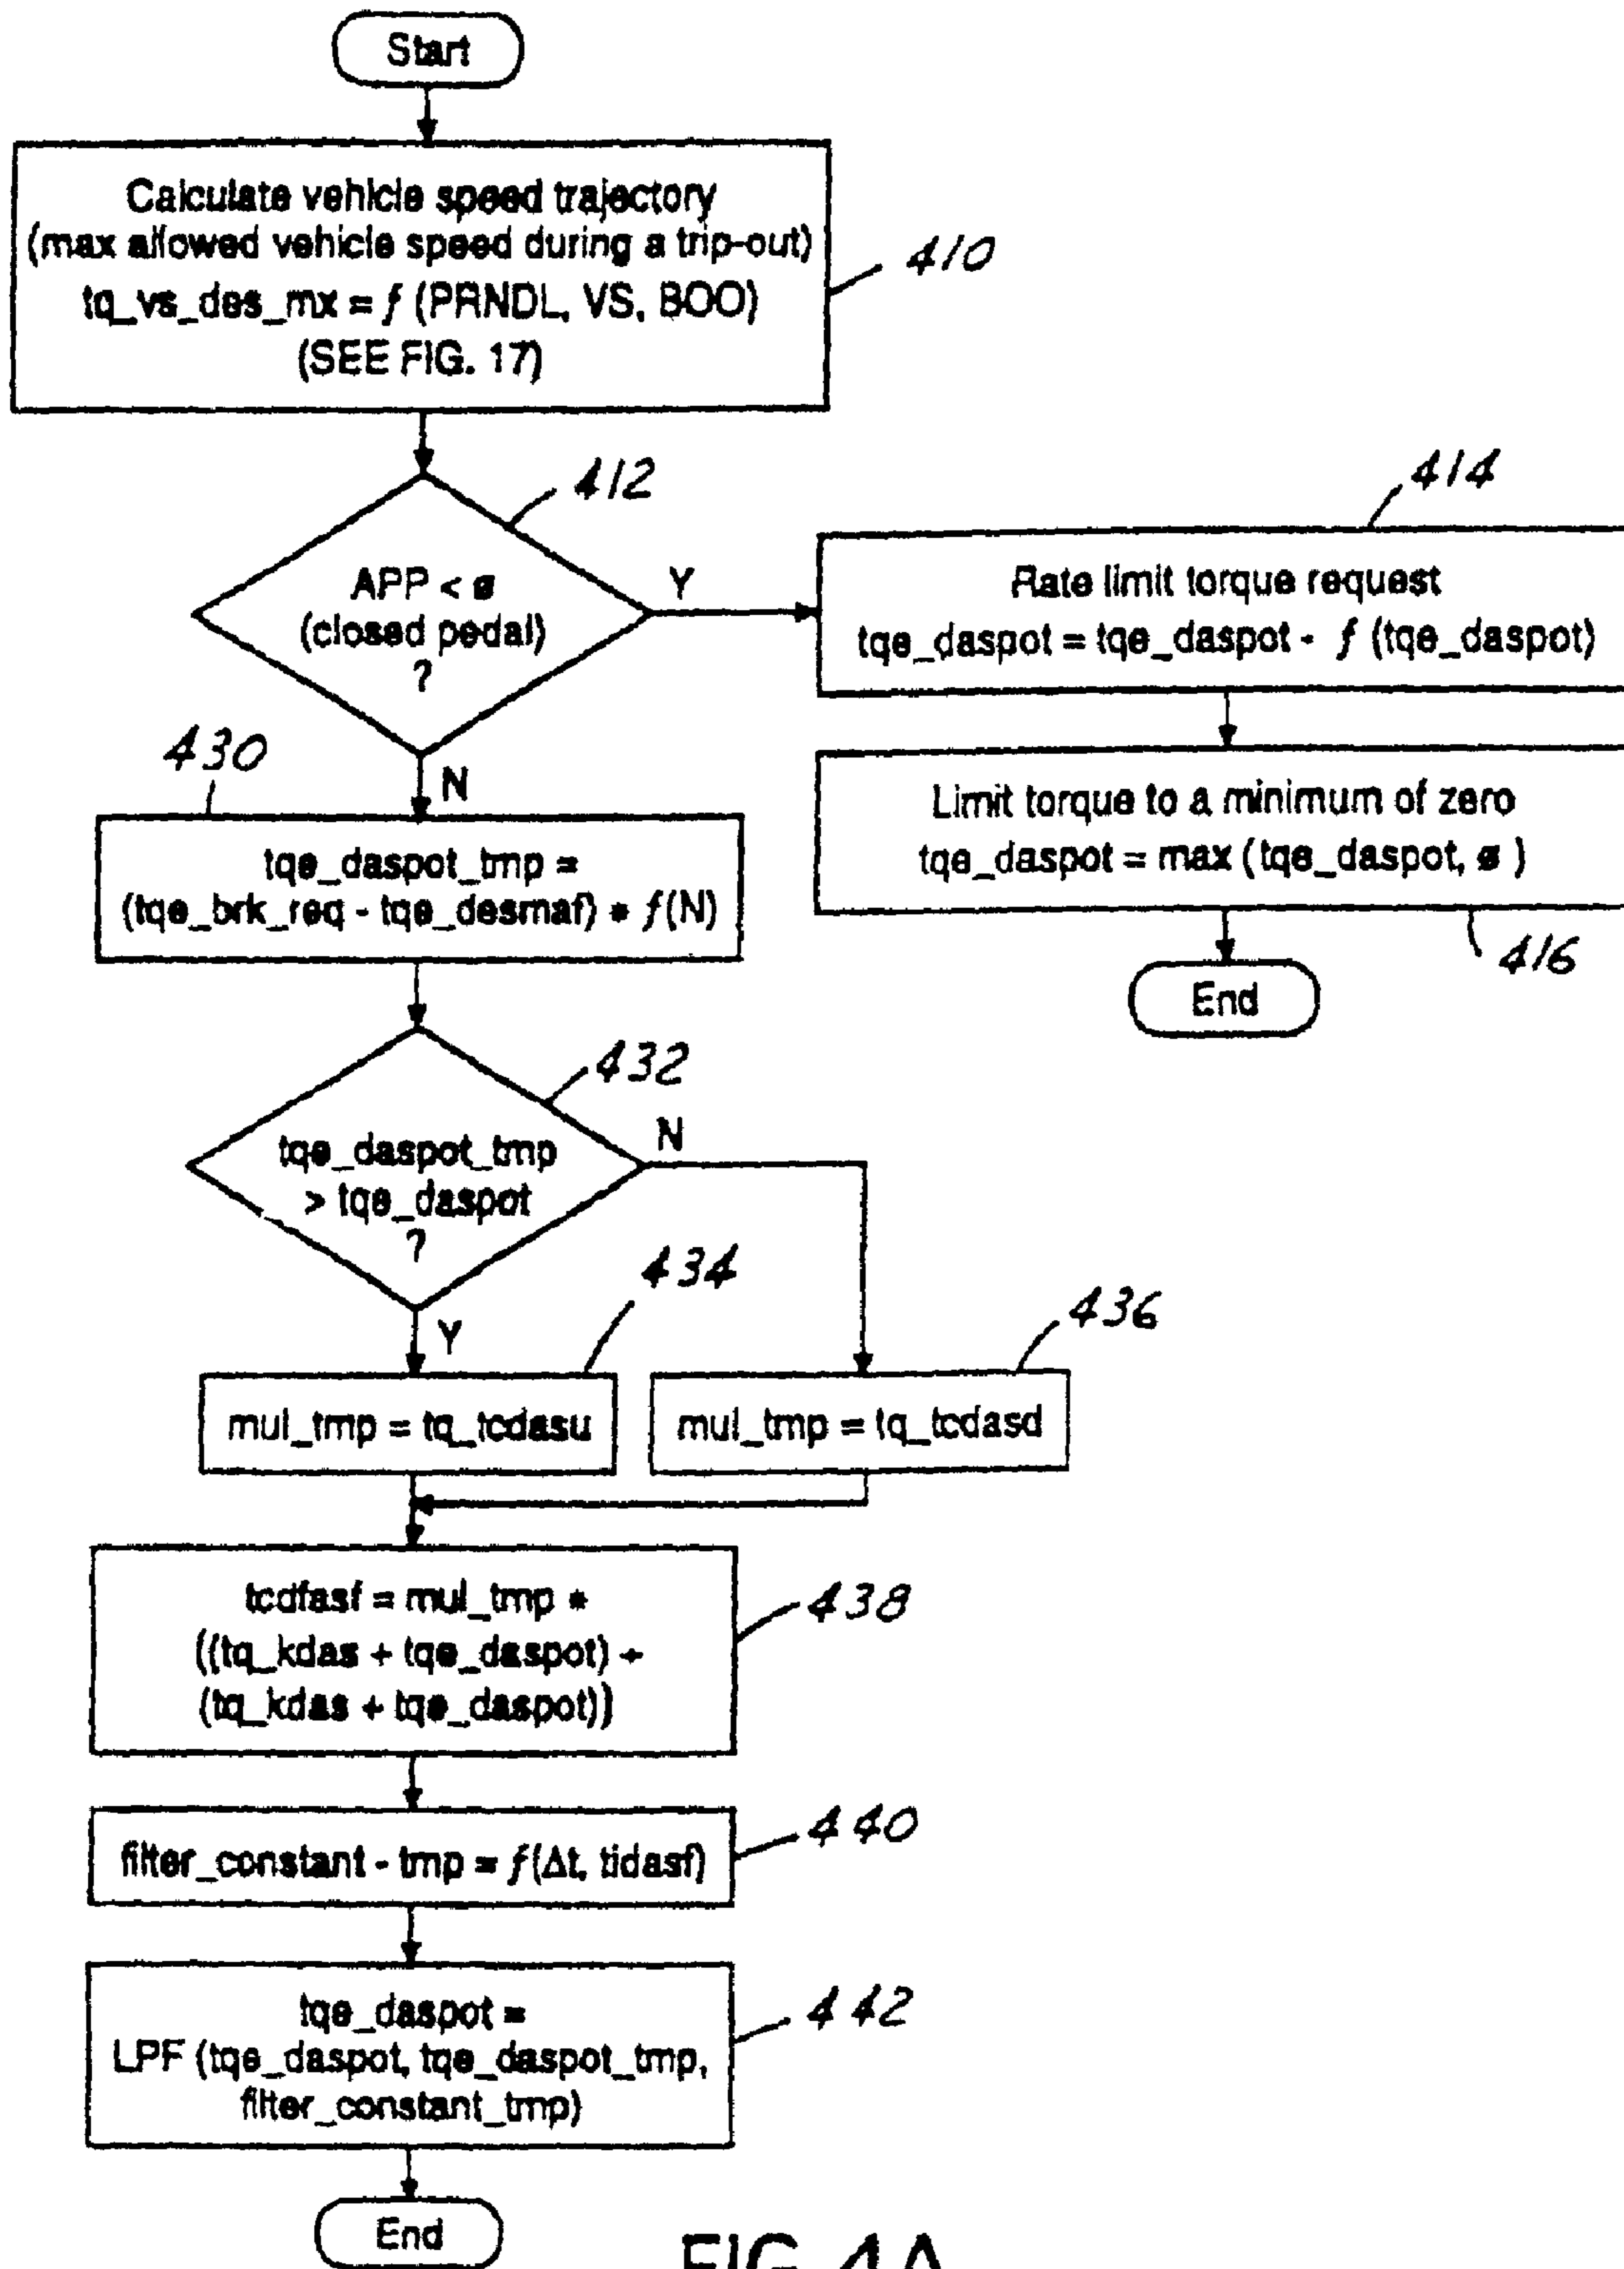 Start
Calculate vehicle speed trajectory
(max allowed vehicle speed during a trip-out)
tq_vs_des_mx = f (PRNDL, VS, BOO)
(SEE FIG. 17)
410
412
APP < ø
(closed pedal)
?
Y
N
414
Rate limit torque request
tqe_daspot = tqe_daspot - f (tqe_daspot)
Limit torque to a minimum of zero
tqe_daspot = max (tqe_daspot, ø )
416
End
430
tqe_daspot_tmp =
(tqe_brk_req - tqe_desmaf) * f(N)
432
tqe_daspot_tmp
> tqe_daspot
?
N
Y
434
mul_tmp = tq_tcdasu
436
mul_tmp = tq_tcdasd
tcdfasf = mul_tmp *
((tq_kdas + tqe_daspot) ÷
(tq_kdas + tqe_daspot))
438
filter_constant - tmp = f(Δt, tidasf)
440
tqe_daspot =
LPF (tqe_daspot, tqe_daspot_tmp,
filter_constant_tmp)
442
End
FIG. 4A